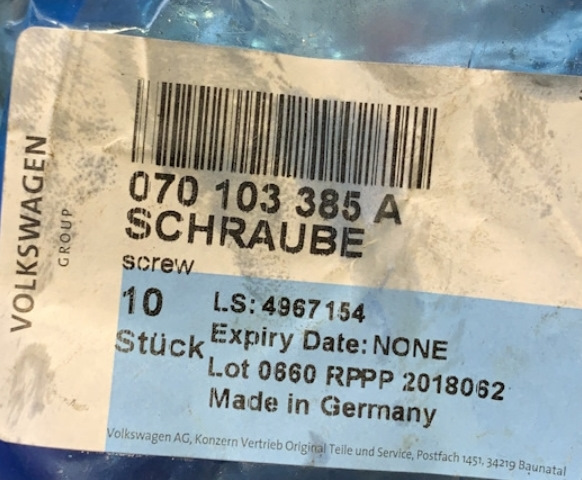 VOLKSWAGEN
GROUP
070 103 385 A
SCHRAUBE
screw
10
Stück
LS: 4967154
Expiry Date: NONE
Lot 0660 RPPP 2018062
Made in Germany
Volkswagen AG, Konzern Vertrieb Original Teile und Service, Postfach 1451, 34219 Baunatal